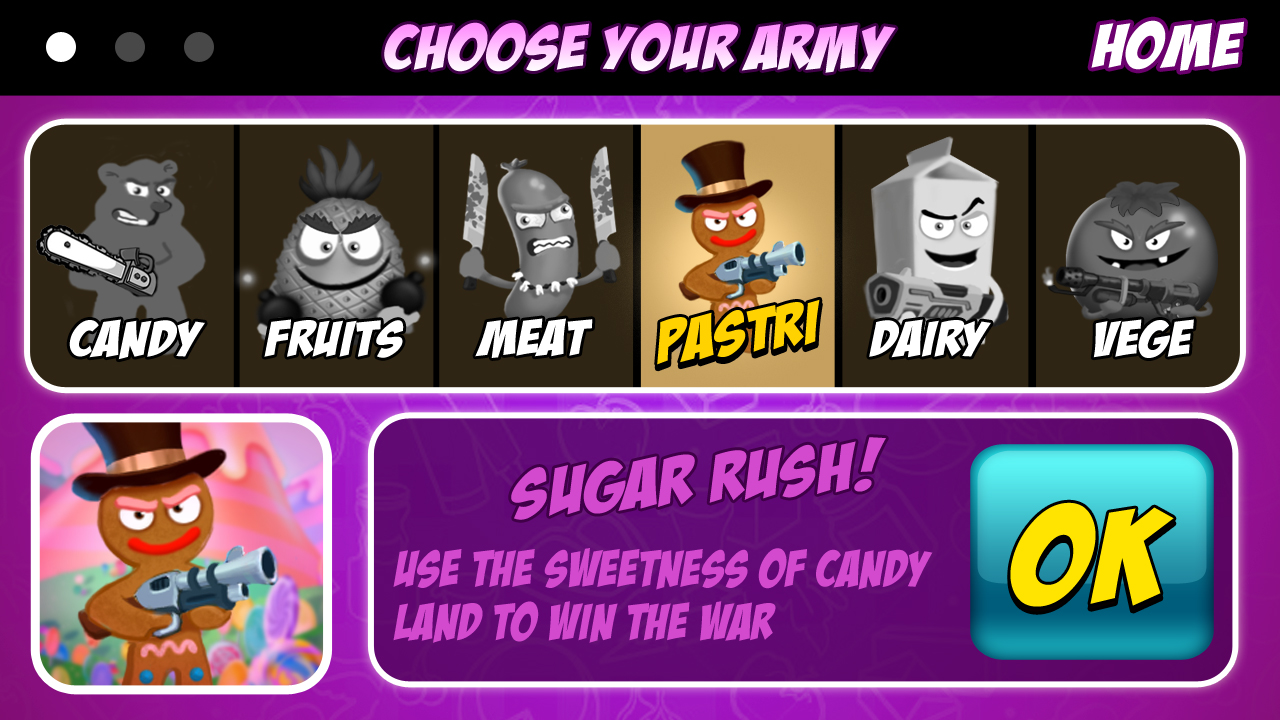 CHOOSE YOUR ARMY
HOME
CANDY
FRUITS
MEAT
PASTRI
DAIRY
VEGE
SUGAR RUSH!
USE THE SWEETNESS OF CANDY
LAND TO WIN THE WAR
OK